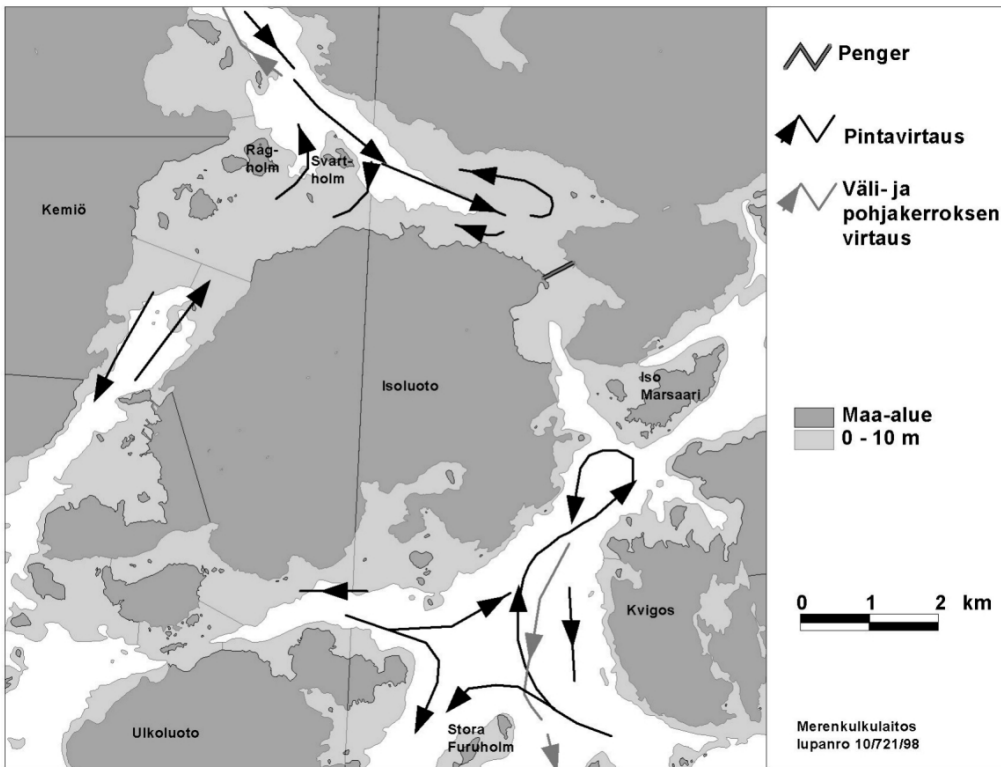 Penger
Pintavirtaus
Väli- ja
pohjakerroksen
virtaus
Råg-
holm
Svart-
holm
Kemiö
Isoluoto
Iso
Marsaari
Maa-alue
0 - 10 m
Kvigos
0 1 2 km
Stora
Furuholm
Ulkoluoto
Merenkulkulaitos
lupanro 10/721/98